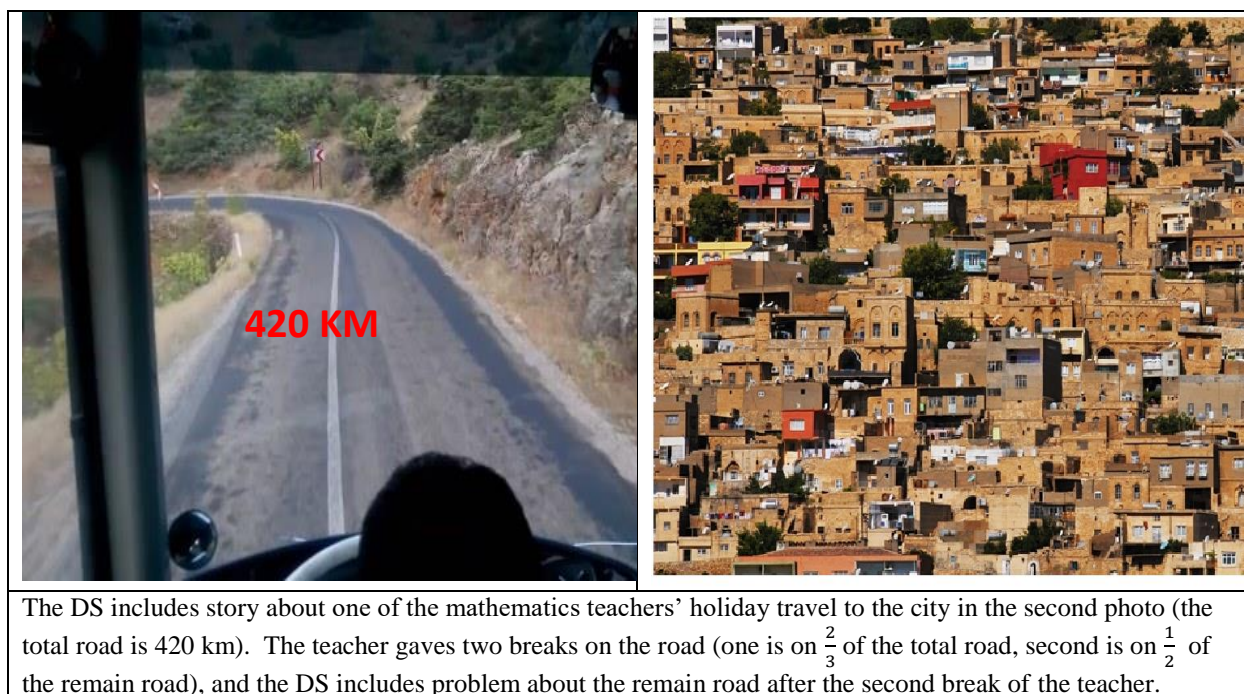 420 KM
The DS includes story about one of the mathematics teachers’ holiday travel to the city in the second photo (the
total road is 420 km).  The teacher gaves two breaks on the road (one is on 2/3 of the total road, second is on 1/2 of
the remain road), and the DS includes problem about the remain road after the second break of the teacher.